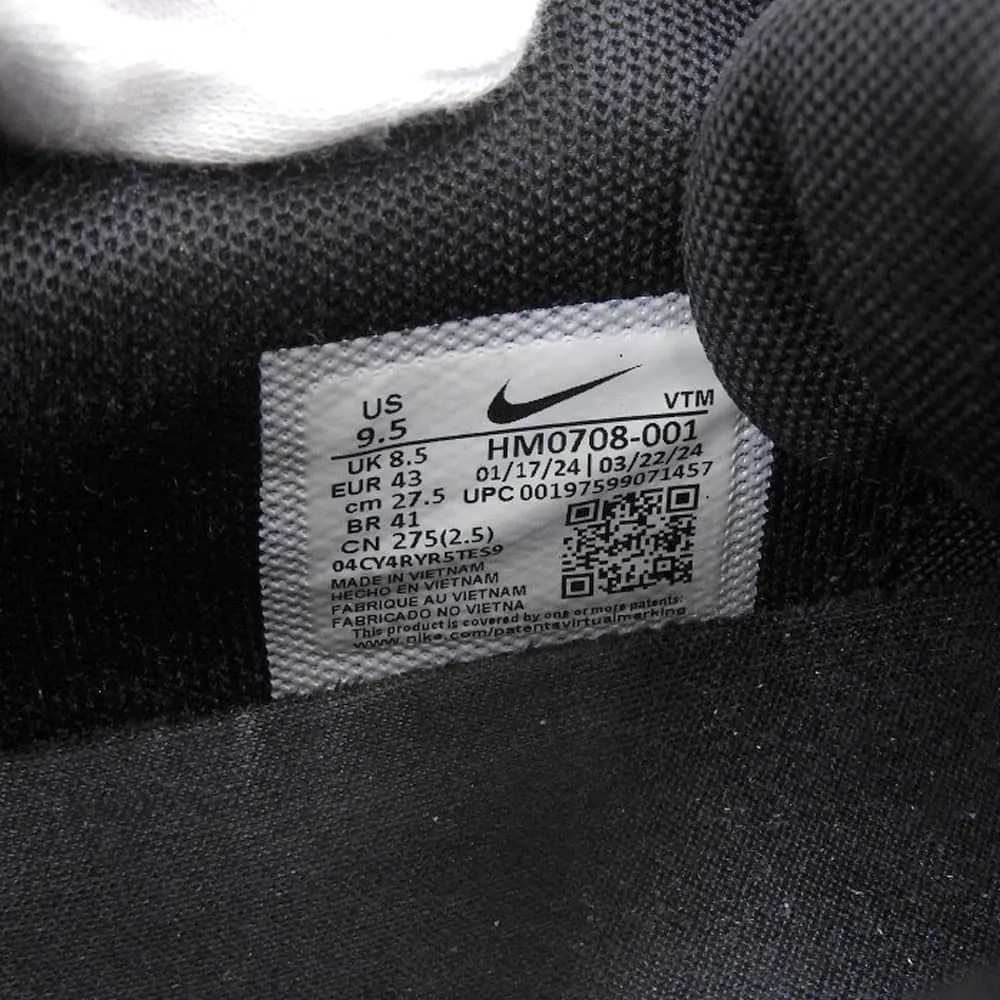 US
9.5
UK 8.5
EUR 43
cm 27.5
BR 41
CN 275(2.5)
04CY4RYR5TES9
MADE IN VIETNAM
HECHO EN VIETNAM
FABRIQUE AU VIETNAM
FABRICADO NO VIETNA
VTM
HM0708-001
01/17/24 | 03/22/24
UPC 00197599071457
This product is covered by one or more patents:
www.nike.com/patentsvirtualmarking